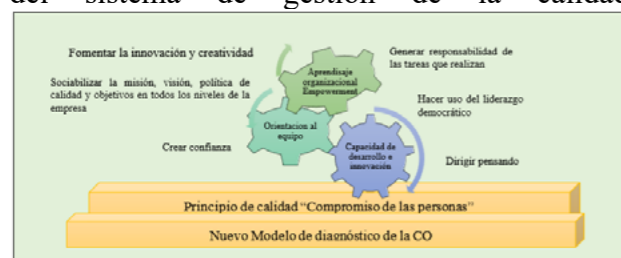 del sistema de gestión de la calidad
Fomentar la innovación y creatividad
Sociabilizar la misión, visión, política de
calidad y objetivos en todos los niveles de la
empresa
Crear confianza
Aprendisaje
organizacional
Empowerment
Orientacion al
equipo
Capacidad de
desarrollo e
innovación
Generar responsabilidad de
las tareas que realizan
Hacer uso del liderazgo
democrático
Dirigir pensando
Principio de calidad “Compromiso de las personas”
Nuevo Modelo de diagnóstico de la CO